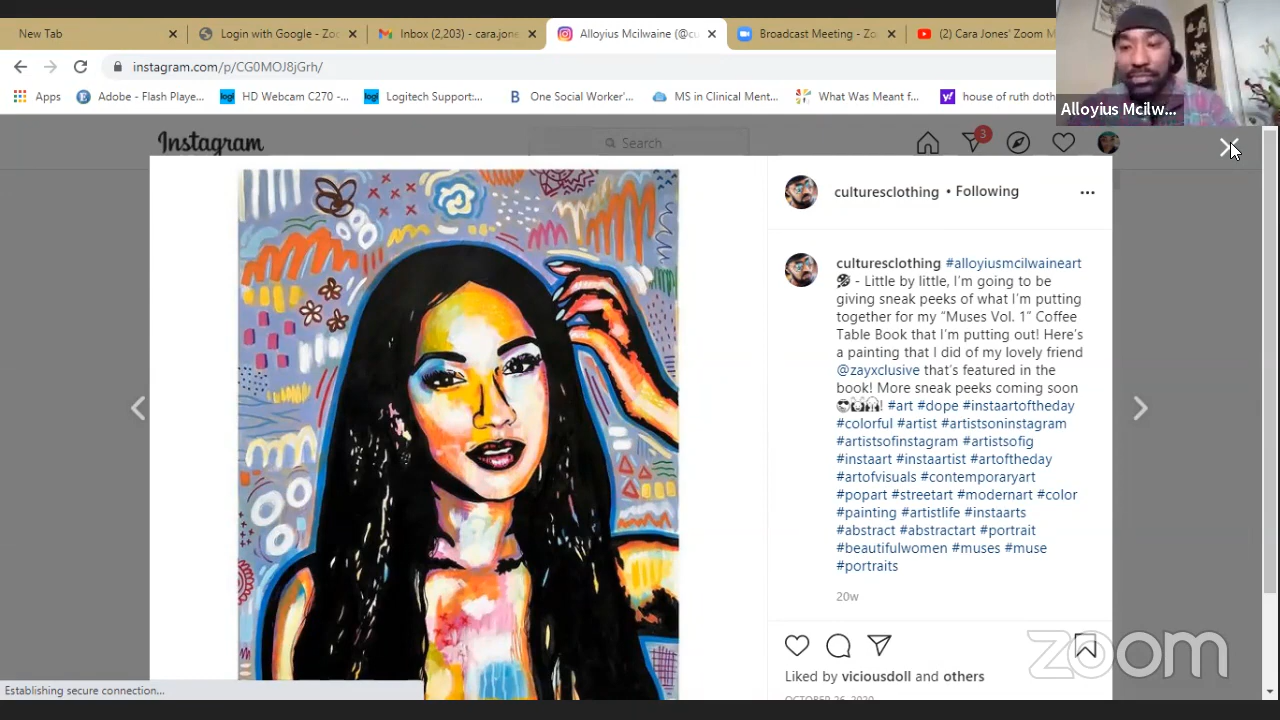 New Tab
Login with Google - Zoc
Inbox (2,203) - cara.jone
Alloyius Mcilwaine (@cu
Broadcast Meeting - Zo
(2) Cara Jones' Zoom M
instagram.com/p/CG0MOJ8jGrh/
Apps
Adobe - Flash Playe...
logi
HD Webcam C270 -...
logi
Logitech Support:...
B
One Social Worker'...
MS in Clinical Ment...
What Was Meant f...
y!
house of ruth doth
Alloyius Mcilw...
Instagram
Search
3
culturesclothing • Following
culturesclothing #alloyiusmcilwaineart
- Little by little, I'm going to be
giving sneak peeks of what I'm putting
together for my "Muses Vol. 1" Coffee
Table Book that I'm putting out! Here's
a painting that I did of my lovely friend
@zayxclusive that's featured in the
book! More sneak peeks coming soon
! #art #dope #instaartoftheday
#colorful #artist #artistsoninstagram
#artistsofinstagram #artistsofig
#instaart #instaartist #artoftheday
#artofvisuals #contemporaryart
#popart #streetart #modernart #color
#painting #artistlife #instaarts
#abstract #abstractart #portrait
#beautifulwomen #muses #muse
#portraits
20w
Liked by viciousdoll and others
OCTOBER 26, 2020
zoom
Establishing secure connection...